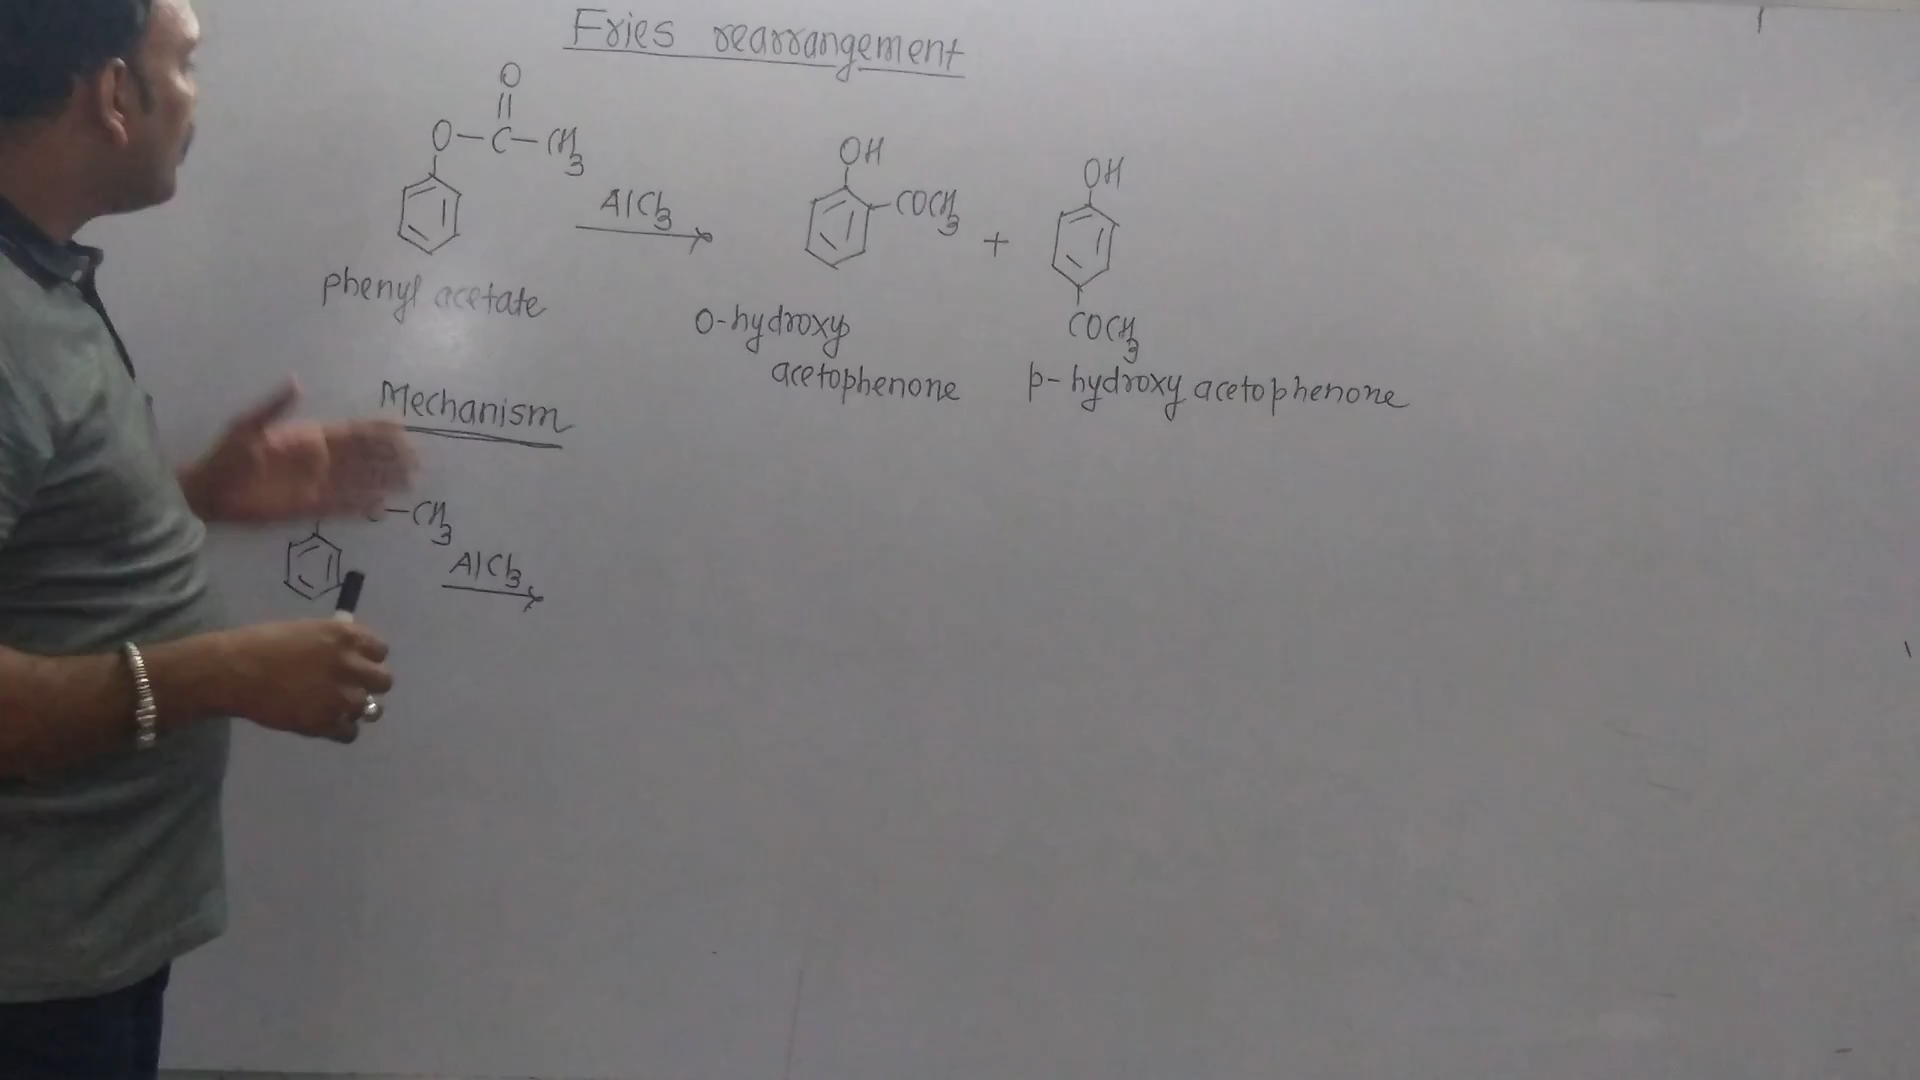 Fries rearrangement
O
O-C-CH3
AlCl3
phenyl acetate
OH
COCH3
o-hydroxy
acetophenone
+
OH
COCH3
p-hydroxy acetophenone
Mechanism
C-CH3
AlCl3